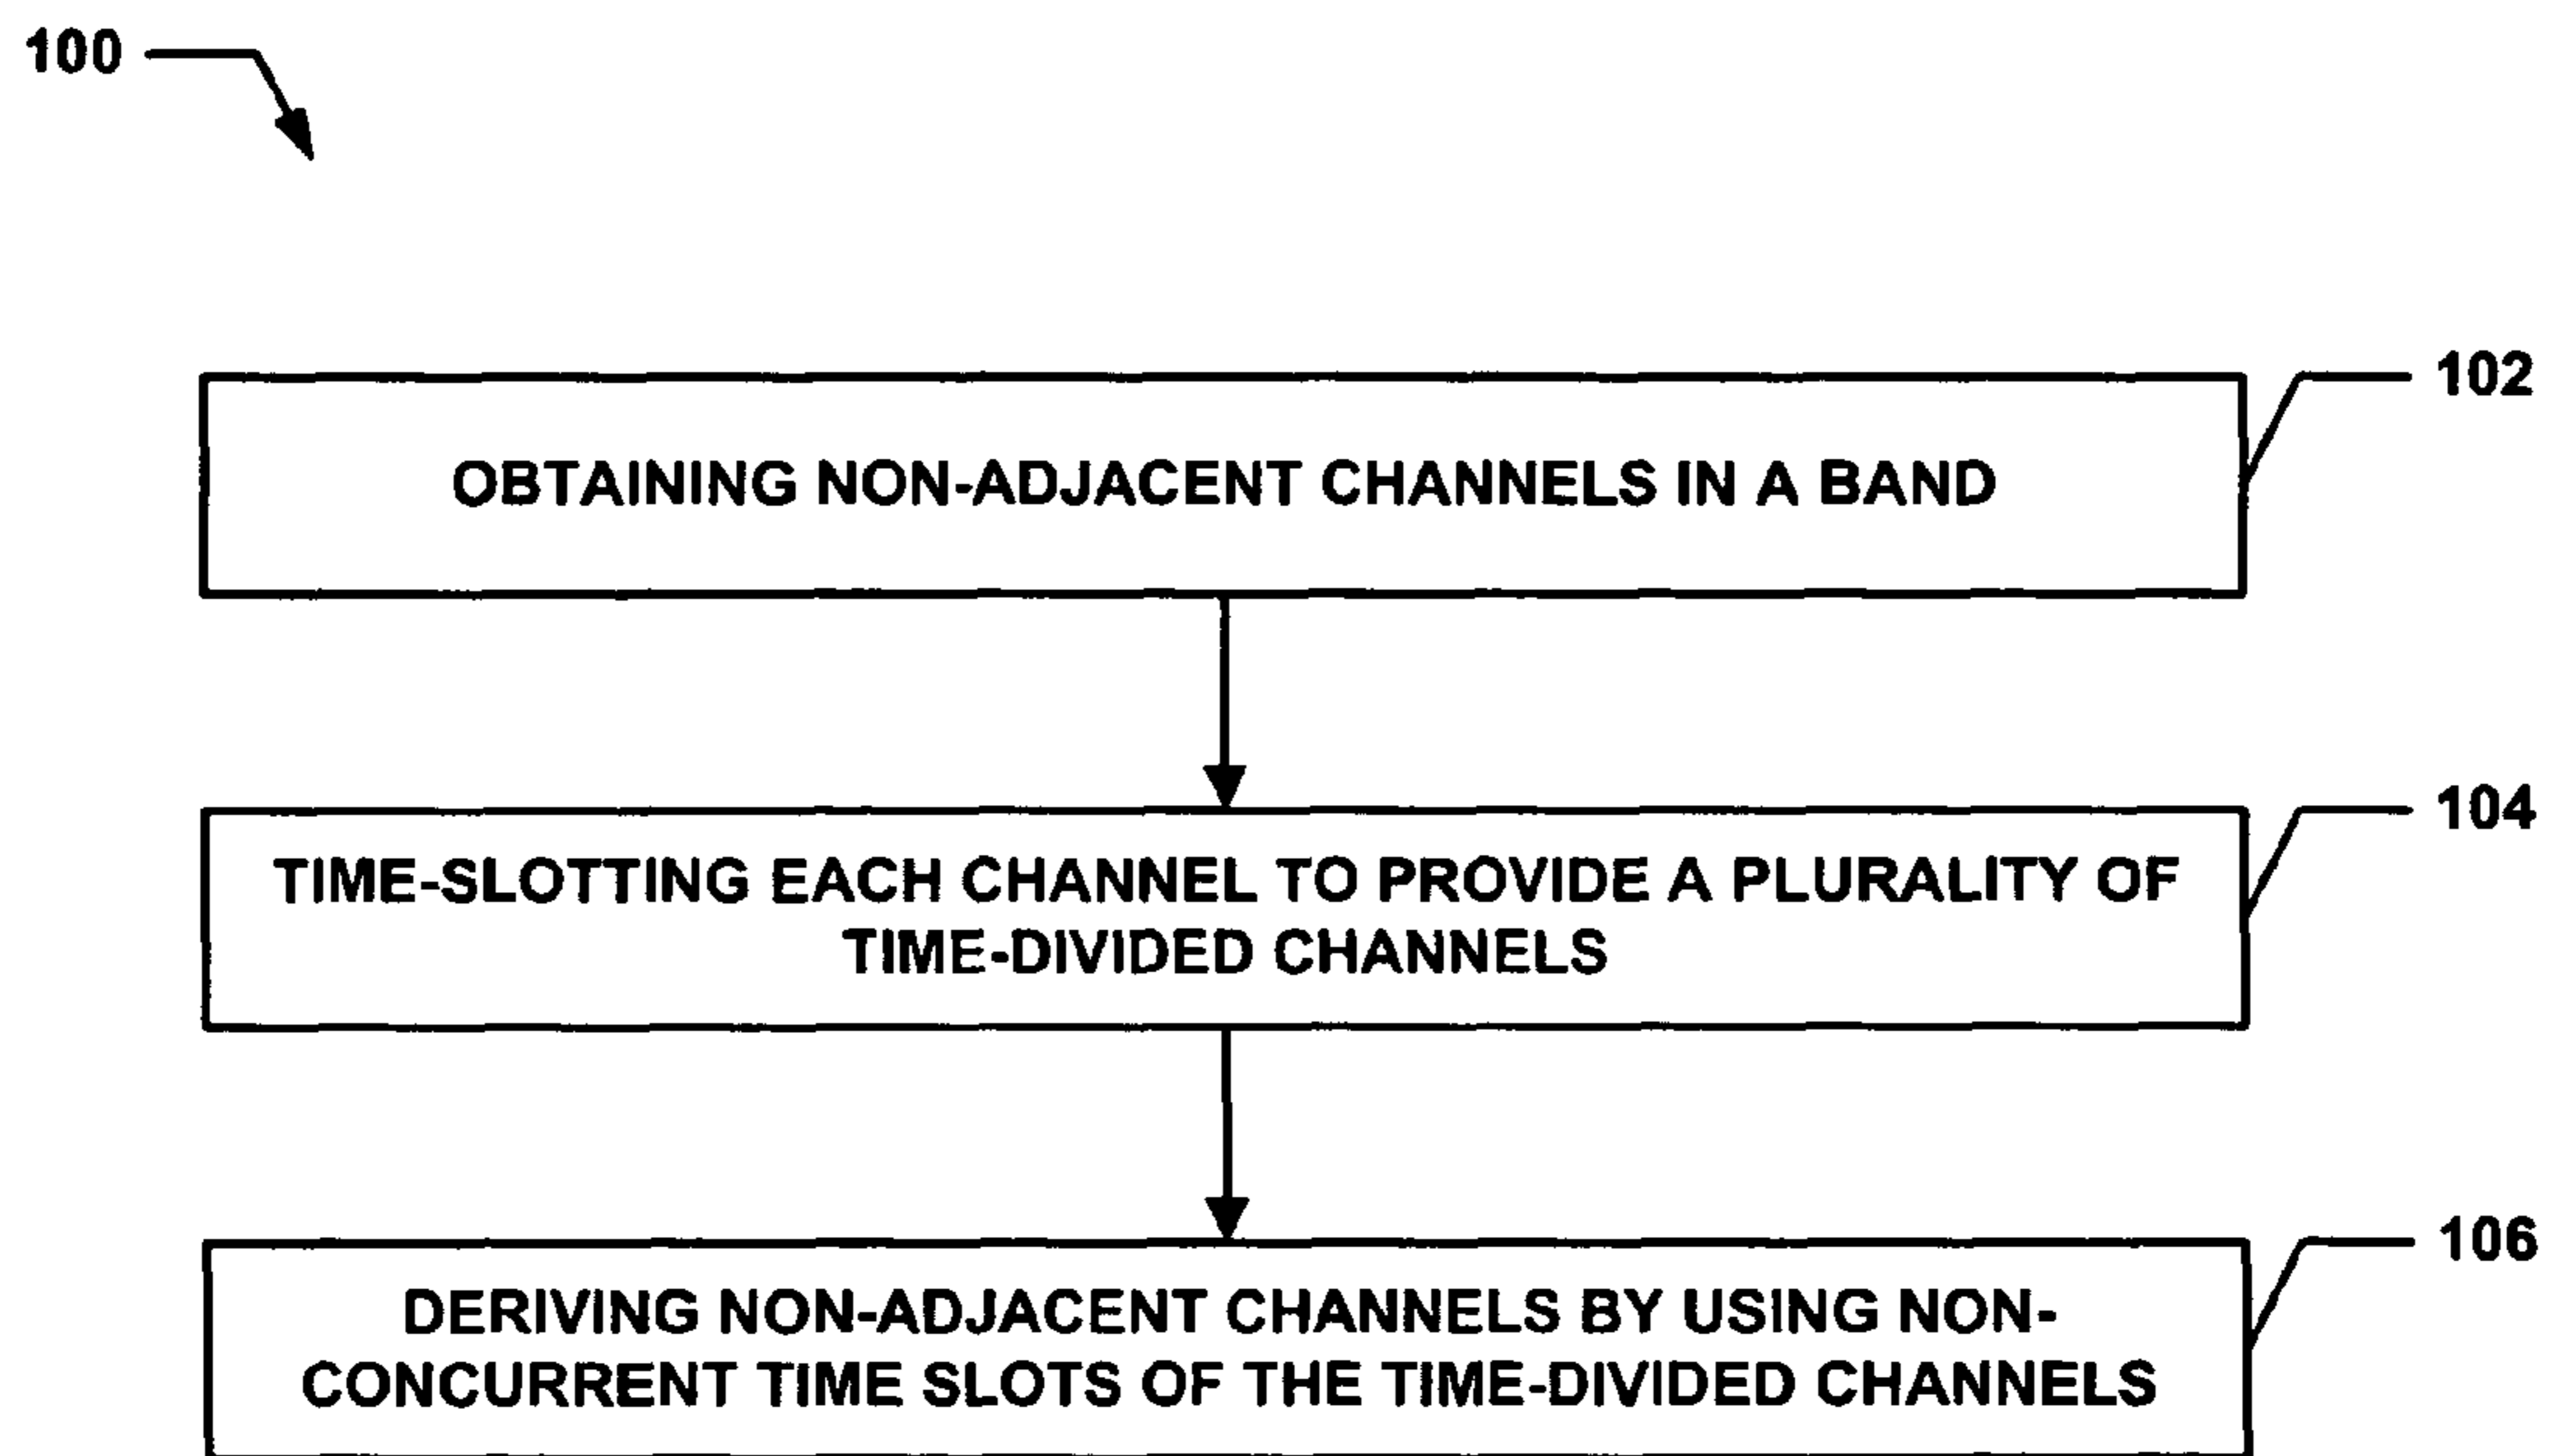 100
102
OBTAINING NON-ADJACENT CHANNELS IN A BAND
104
TIME-SLOTTING EACH CHANNEL TO PROVIDE A PLURALITY OF
TIME-DIVIDED CHANNELS
106
DERIVING NON-ADJACENT CHANNELS BY USING NON-
CONCURRENT TIME SLOTS OF THE TIME-DIVIDED CHANNELS